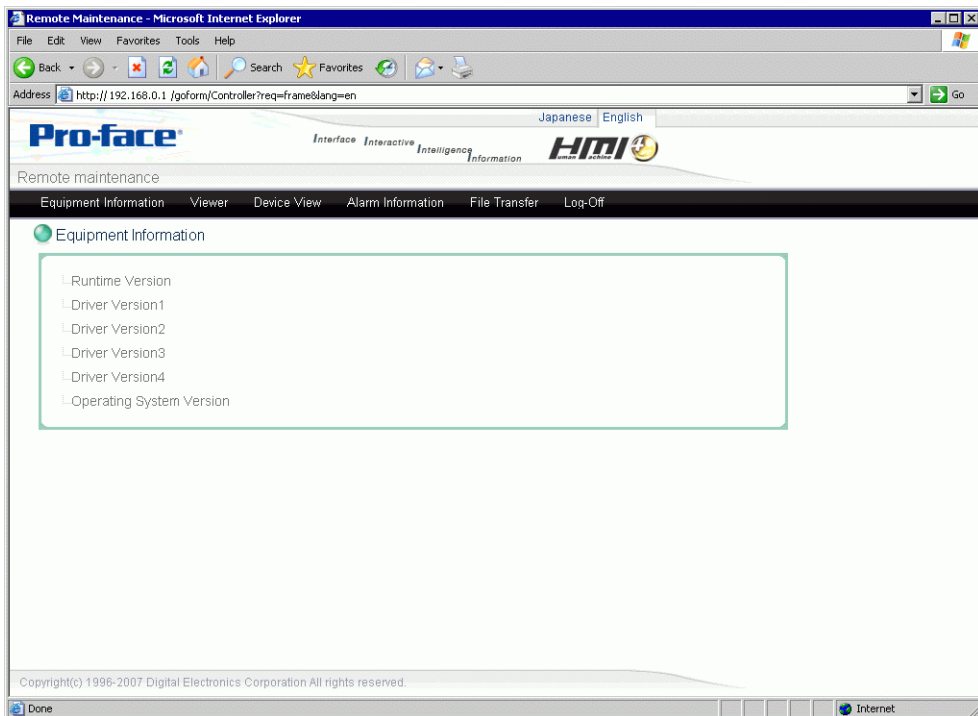 Remote Maintenance - Microsoft Internet Explorer
File Edit View Favorites Tools Help
Back Search Favorites
Address http://192.168.0.1 /goform/Controller?req=frame&lang=en Go
Japanese English
Pro-face
Interface Interactive Intelligence Information
HMI
uman achine
Remote maintenance
Equipment Information Viewer Device View Alarm Information File Transfer Log-Off
Equipment Information
Runtime Version
Driver Version1
Driver Version2
Driver Version3
Driver Version4
Operating System Version
Copyright(c) 1996-2007 Digital Electronics Corporation All rights reserved.
Done Internet